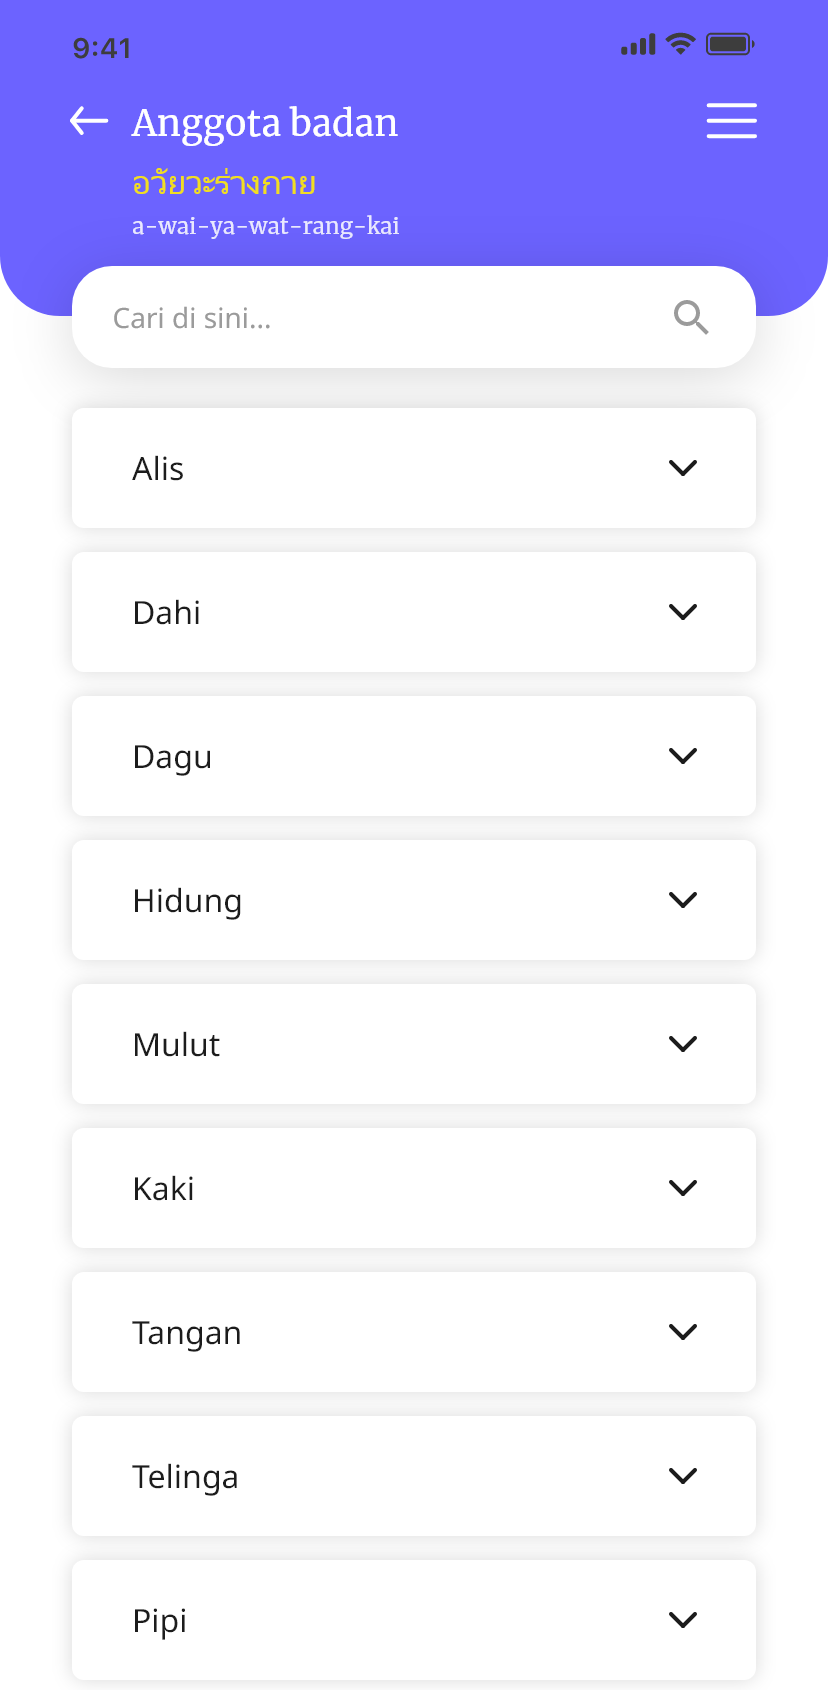 9:41
Anggota badan
อวัยวะร่างกาย
a-wai-ya-wat-rang-kai
Cari di sini...
Alis
Dahi
Dagu
Hidung
Mulut
Kaki
Tangan
Telinga
Pipi